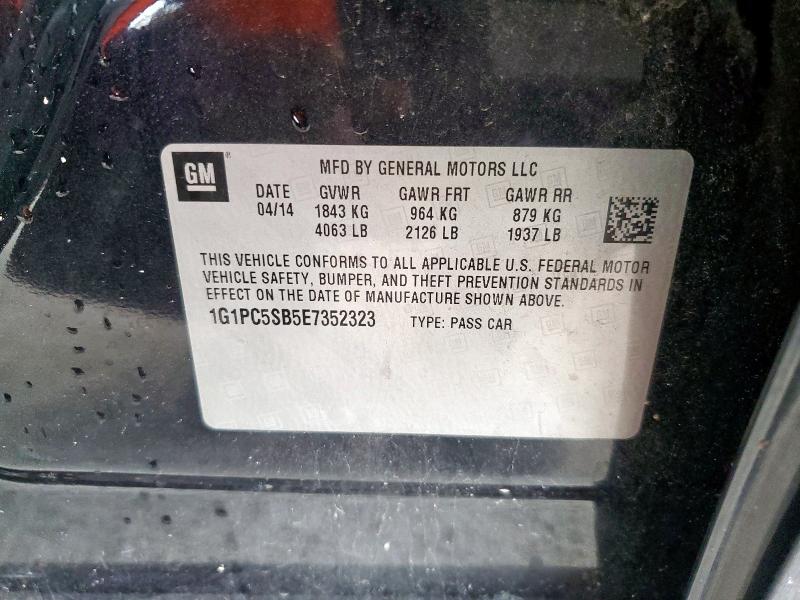 GM ®
MFD BY GENERAL MOTORS LLC
DATE GVWR GAWR FRT GAWR RR
04/14 1843 KG 964 KG 879 KG
4063 LB 2126 LB 1937 LB
THIS VEHICLE CONFORMS TO ALL APPLICABLE U.S. FEDERAL MOTOR
VEHICLE SAFETY, BUMPER, AND THEFT PREVENTION STANDARDS IN
EFFECT ON THE DATE OF MANUFACTURE SHOWN ABOVE.
1G1PC5SB5E7352323 TYPE: PASS CAR